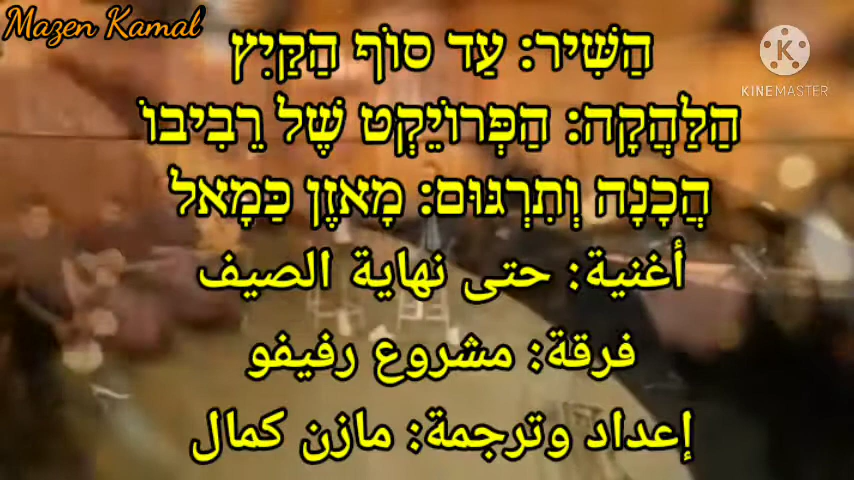 Mazen Kamal
הַשִּׁיר: עַד סוֹף הַקַּיִץ
KINEMASTER
הַלַּהֲקָה: הַפְּרוֹיֵקְט שֶׁל רֵבִיבוֹ
הֲכָנָה וְתִרְגּוּם: מָאזֶן כַּמָאל
أغنية: حتى نهاية الصيف
فرقة: مشروع رفيفو
إعداد وترجمة: مازن كمال